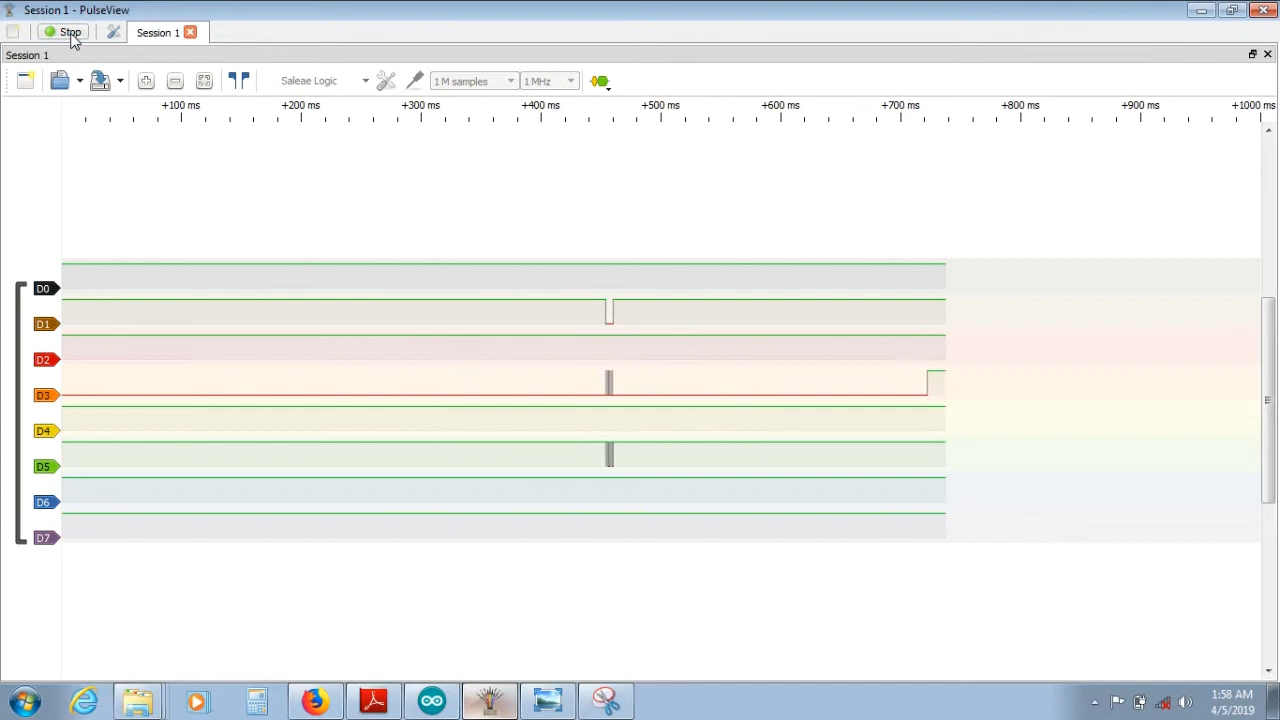 Session 1 - PulseView
Stop
Session 1
Session 1
Saleae Logic 1 M samples 1 MHz
+100 ms +200 ms +300 ms +400 ms +500 ms +600 ms +700 ms +800 ms +900 ms +1000 ms
D0
D1
D2
D3
D4
D5
D6
D7
1:58 AM
4/5/2019